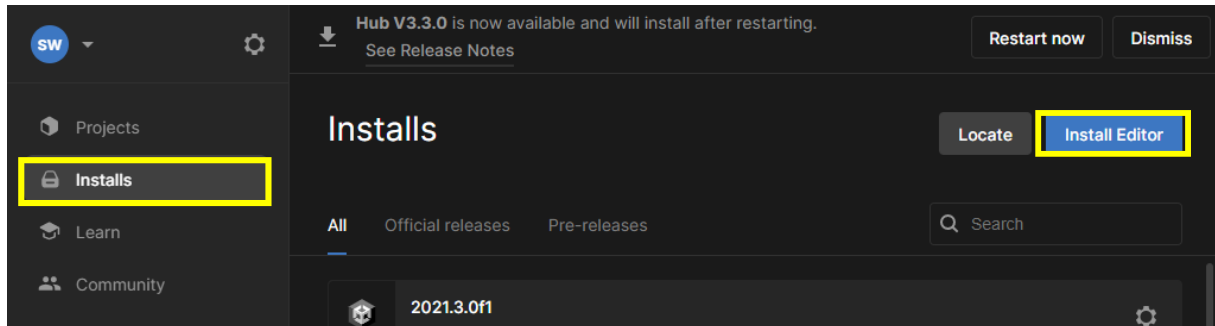 SW
Hub V3.3.0 is now available and will install after restarting.
See Release Notes
Restart now
Dismiss
Projects
Installs
Learn
Community
Installs
Locate
Install Editor
All
Official releases
Pre-releases
Search
2021.3.0f1